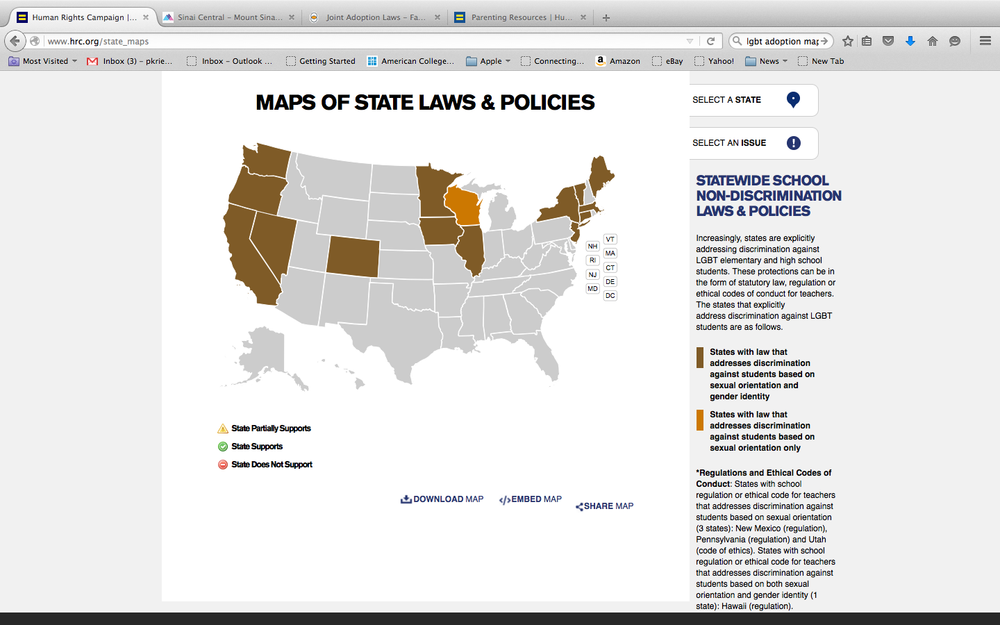 Human Rights Campaign |...
Sinai Central – Mount Sina...
Joint Adoption Laws – Fa...
Parenting Resources | Hu...
www.hrc.org/state_maps
lgbt adoption map
Most Visited
Inbox (3) – pkrie...
Inbox – Outlook ...
Getting Started
American College...
Apple
Connecting...
Amazon
eBay
Yahoo!
News
New Tab
MAPS OF STATE LAWS & POLICIES
VT
NH
MA
RI
CT
NJ
DE
MD
DC
State Partially Supports
State Supports
State Does Not Support
DOWNLOAD MAP
EMBED MAP
SHARE MAP
SELECT A STATE
SELECT AN ISSUE
STATEWIDE SCHOOL
NON-DISCRIMINATION
LAWS & POLICIES
Increasingly, states are explicitly
addressing discrimination against
LGBT elementary and high school
students. These protections can be in
the form of statutory law, regulation or
ethical codes of conduct for teachers.
The states that explicitly
address discrimination against LGBT
students are as follows.
States with law that
addresses discrimination
against students based on
sexual orientation and
gender identity
States with law that
addresses discrimination
against students based on
sexual orientation only
*Regulations and Ethical Codes of
Conduct: States with school
regulation or ethical code for teachers
that addresses discrimination against
students based on sexual orientation
(3 states): New Mexico (regulation),
Pennsylvania (regulation) and Utah
(code of ethics). States with school
regulation or ethical code for teachers
that addresses discrimination against
students based on both sexual
orientation and gender identity (1
state): Hawaii (regulation).